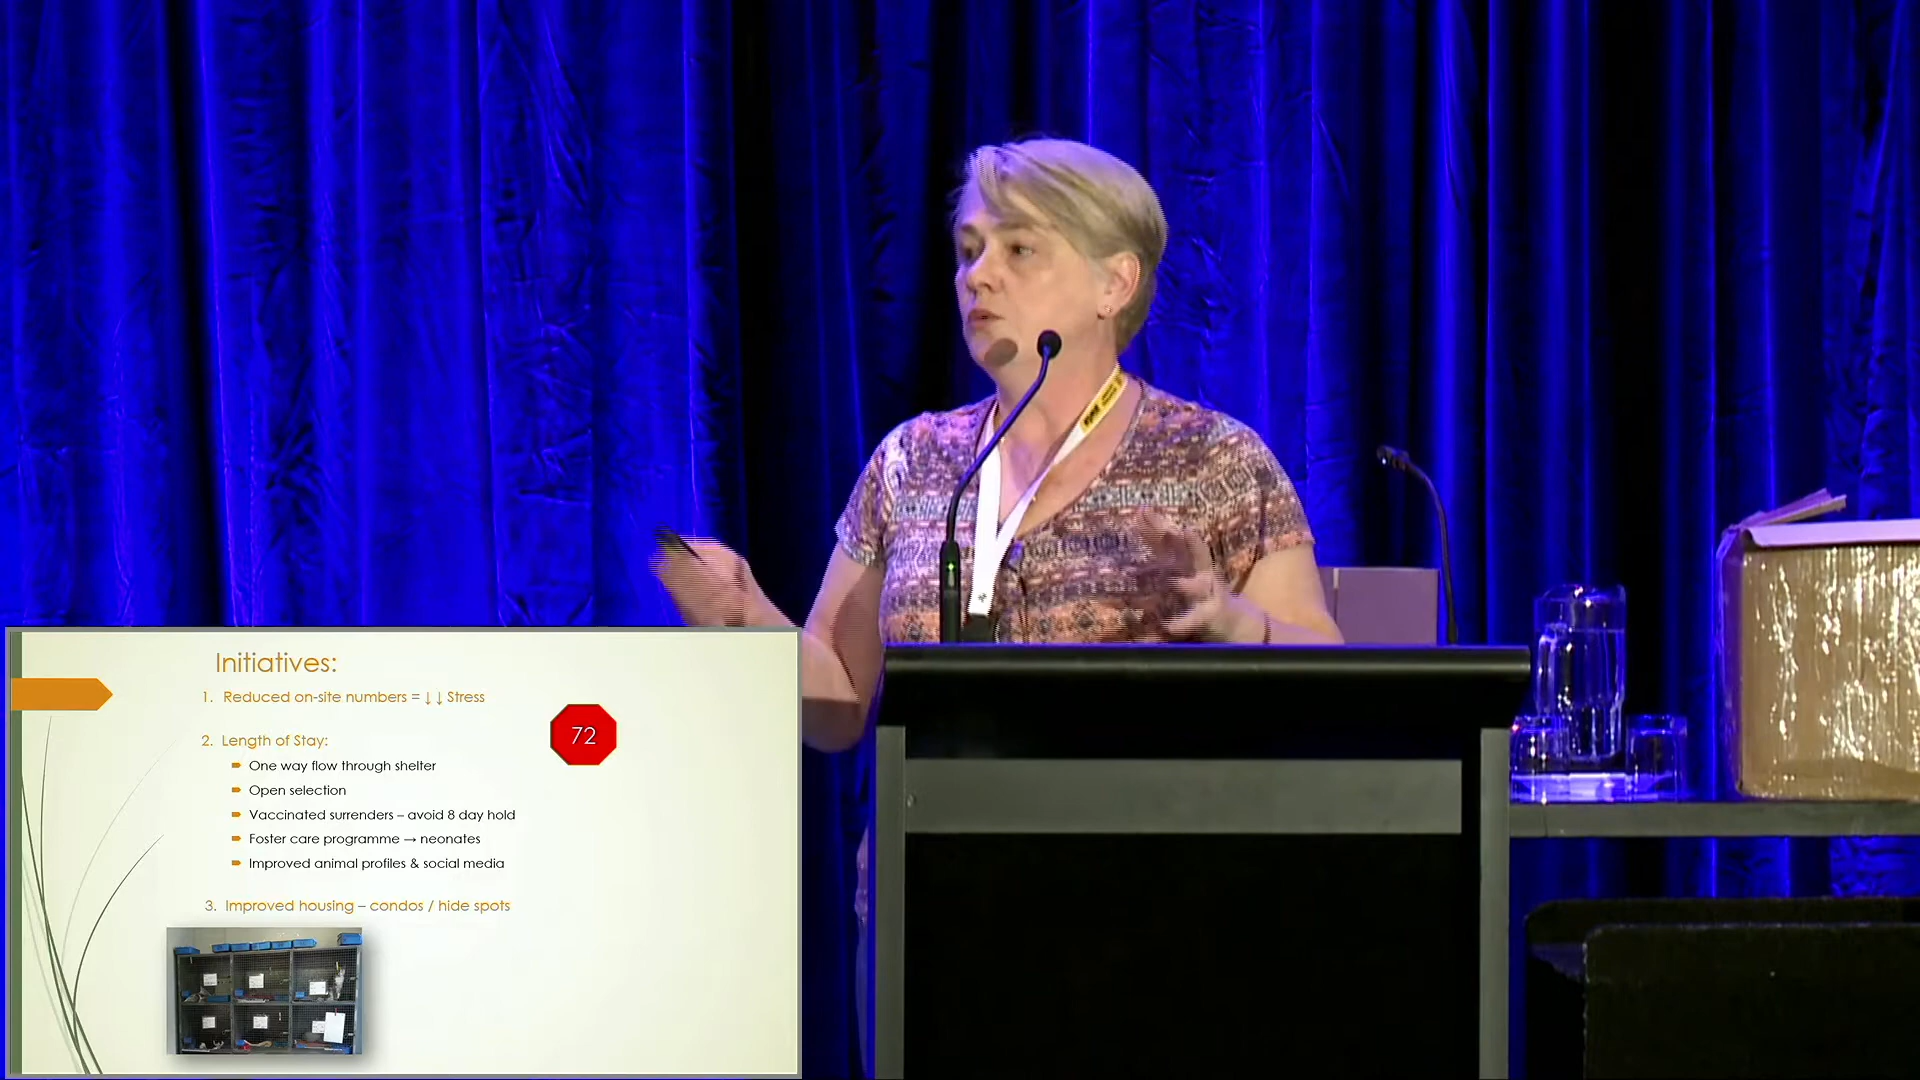 Initiatives:
1. Reduced on-site numbers = ↓↓ Stress
72
2. Length of Stay:
One way flow through shelter
Open selection
Vaccinated surrenders – avoid 8 day hold
Foster care programme → neonates
Improved animal profiles & social media
3. Improved housing – condos / hide spots